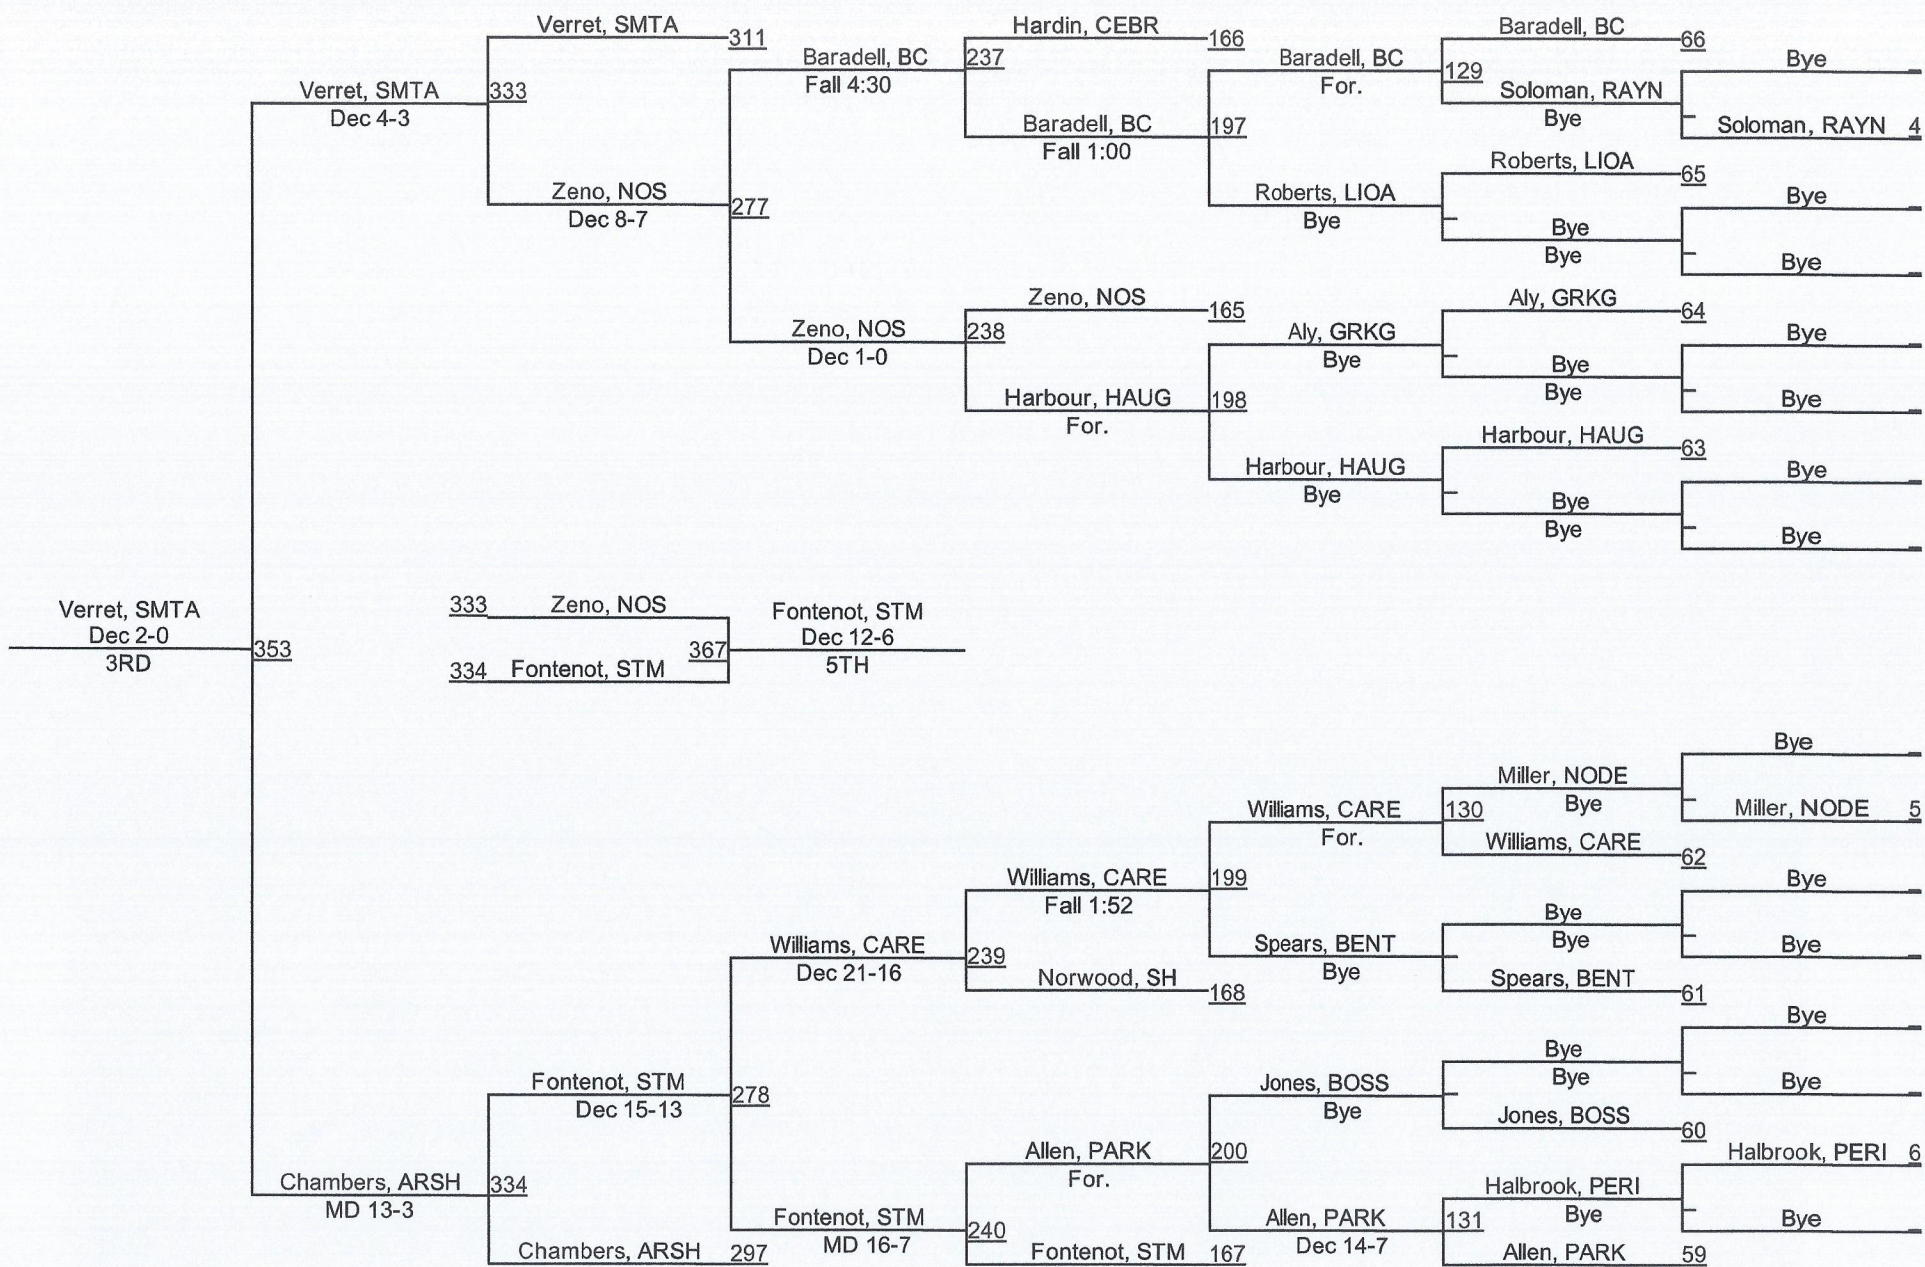 Verret, SMTA
311
Hardin, CEBR
166
Baradell, BC
66
Bye
Baradell, BC
Fall 4:30
237
Baradell, BC
For.
129
Soloman, RAYN
Bye
Soloman, RAYN 4
Verret, SMTA
Dec 4-3
333
Baradell, BC
Fall 1:00
197
Roberts, LIOA
65
Bye
Zeno, NOS
Dec 8-7
277
Roberts, LIOA
Bye
Bye
Bye
Bye
Zeno, NOS
165
Aly, GRKG
64
Bye
Zeno, NOS
Dec 1-0
238
Aly, GRKG
Bye
Bye
Bye
Bye
Harbour, HAUG
For.
198
Harbour, HAUG
63
Bye
Harbour, HAUG
Bye
Bye
Bye
Bye
Verret, SMTA
Dec 2-0
3RD
353
333 Zeno, NOS
367
334 Fontenot, STM
Fontenot, STM
Dec 12-6
5TH
Bye
Miller, NODE
Bye
Miller, NODE 5
Williams, CARE
For.
130
Williams, CARE
62
Williams, CARE
Fall 1:52
199
Bye
Bye
Bye
Bye
Williams, CARE
Dec 21-16
239
Spears, BENT
Bye
Spears, BENT
61
Norwood, SH
168
Bye
Bye
Bye
Bye
Fontenot, STM
Dec 15-13
278
Jones, BOSS
Bye
Jones, BOSS
60
Allen, PARK
For.
200
Halbrook, PERI 6
Chambers, ARSH
MD 13-3
334
Halbrook, PERI
Bye
Bye
Fontenot, STM
MD 16-7
240
Allen, PARK
Dec 14-7
131
Chambers, ARSH 297
Fontenot, STM 167
Allen, PARK 59